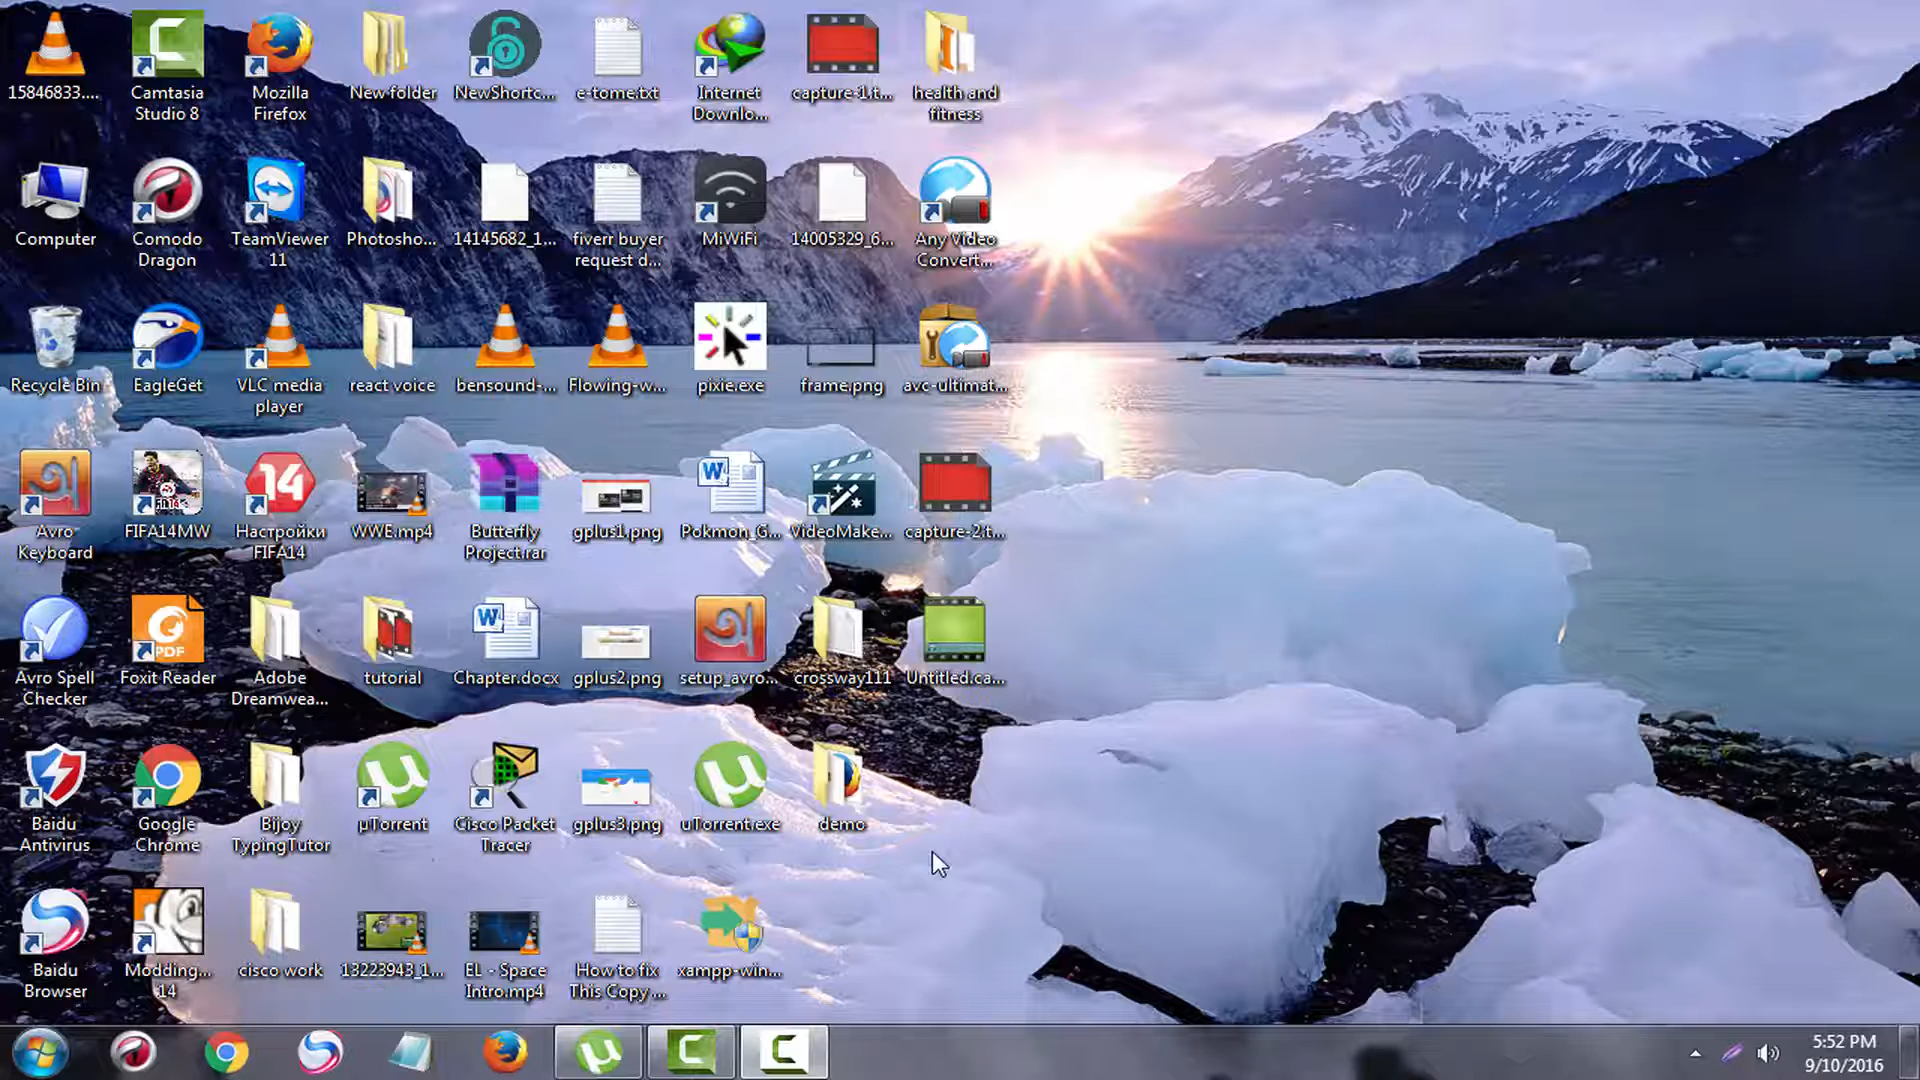 15846833....
Camtasia
Studio 8
Mozilla
Firefox
New folder
NewShortc...
e-tome.txt
Internet
Downlo...
capture-1.t...
health and
fitness
Computer
Comodo
Dragon
TeamViewer
11
Photosho...
14145682_1...
fiverr buyer
request d...
MiWiFi
14005329_6...
Any Video
Convert...
Recycle Bin
EagleGet
VLC media
player
react voice
bensound-...
Flowing-w...
pixie.exe
frame.png
avc-ultimat...
Avro
Keyboard
FIFA14MW
14
Настройки
FIFA14
WWE.mp4
Butterfly
Project.rar
gplus1.png
Pokmon_G...
VideoMake...
capture-2.t...
Avro Spell
Checker
PDF
Foxit Reader
Adobe
Dreamwea...
tutorial
Chapter.docx
gplus2.png
setup_avro...
crossway111
Untitled.ca...
Baidu
Antivirus
Google
Chrome
Bijoy
TypingTutor
µTorrent
Cisco Packet
Tracer
gplus3.png
uTorrent.exe
demo
Baidu
Browser
Modding...
14
cisco work
13223943_1...
EL - Space
Intro.mp4
How to fix
This Copy ...
xampp-win...
5:52 PM
9/10/2016